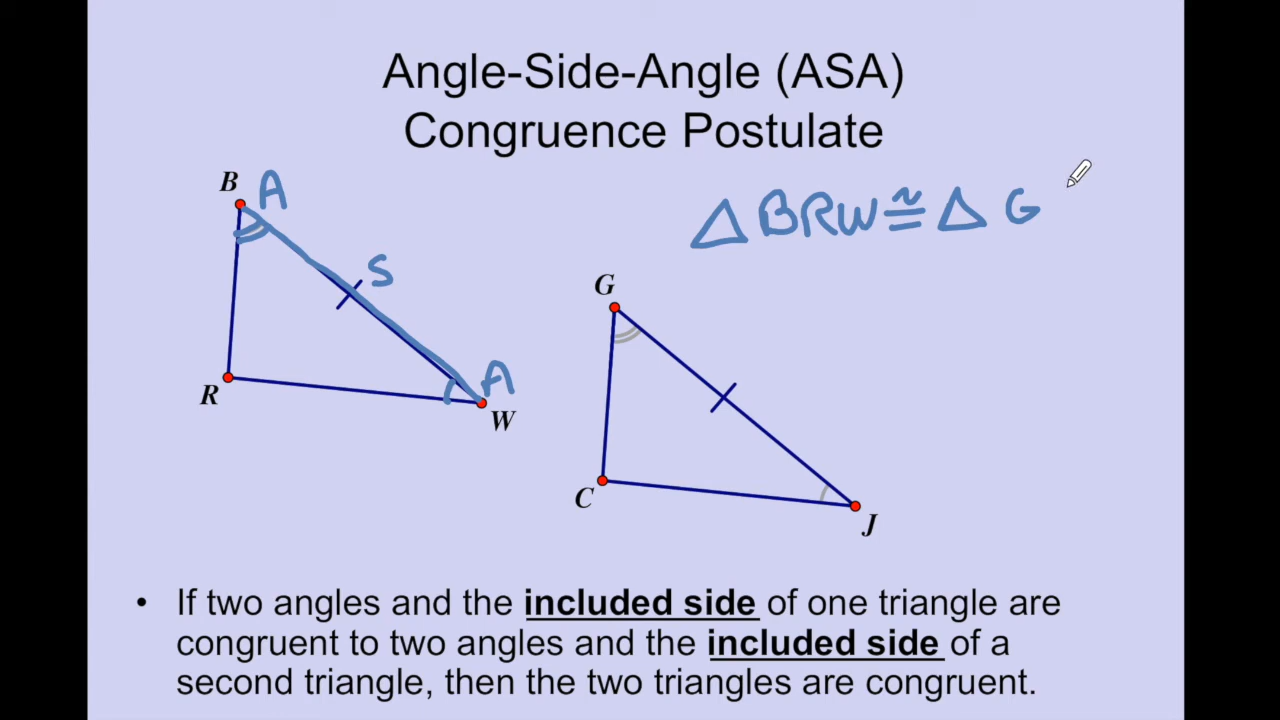 Angle-Side-Angle (ASA)
Congruence Postulate
B
A
△ BRW ≅ △ G
S
G
A
R
W
C
J
• If two angles and the included side of one triangle are
congruent to two angles and the included side of a
second triangle, then the two triangles are congruent.